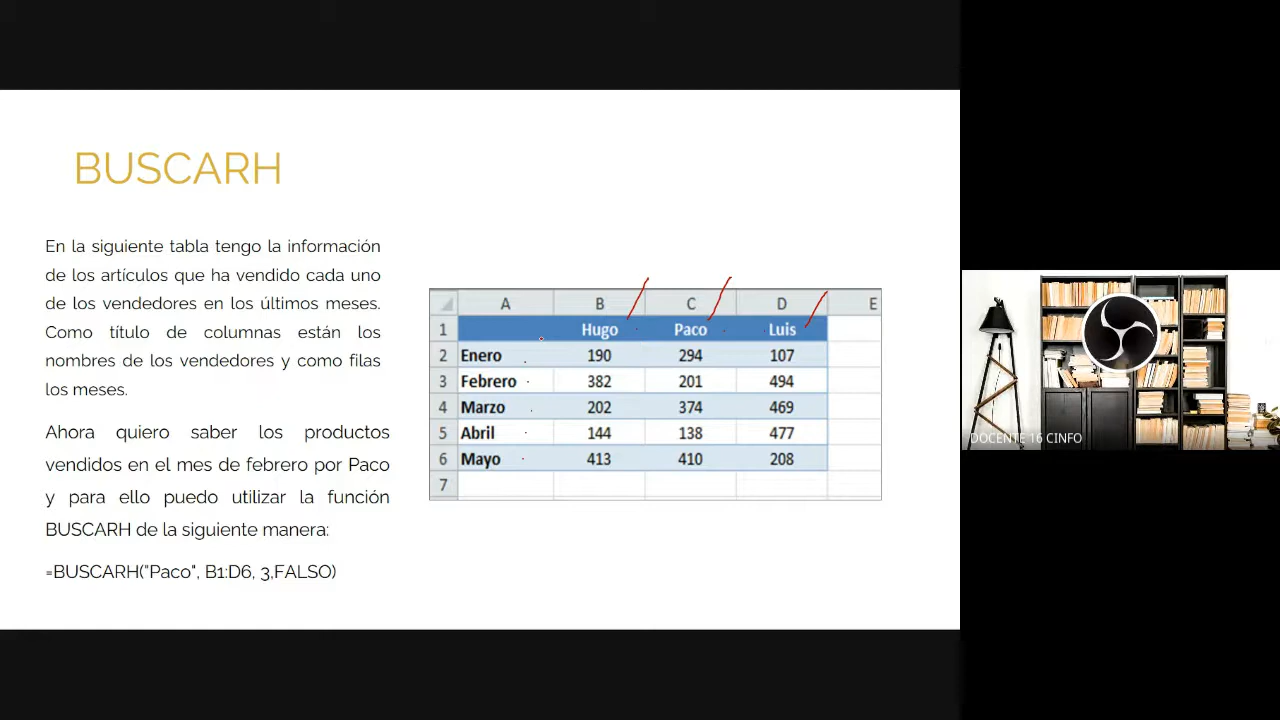 BUSCARH
En la siguiente tabla tengo la información
de los artículos que ha vendido cada uno
de los vendedores en los últimos meses.
Como título de columnas están los
nombres de los vendedores y como filas
los meses.
Ahora quiero saber los productos
vendidos en el mes de febrero por Paco
y para ello puedo utilizar la función
BUSCARH de la siguiente manera:
=BUSCARH("Paco", B1:D6, 3,FALSO)
A B C D E
1 Hugo Paco Luis
2 Enero 190 294 107
3 Febrero 382 201 494
4 Marzo 202 374 469
5 Abril 144 138 477
6 Mayo 413 410 208
7
DOCENTE 16 CINFO